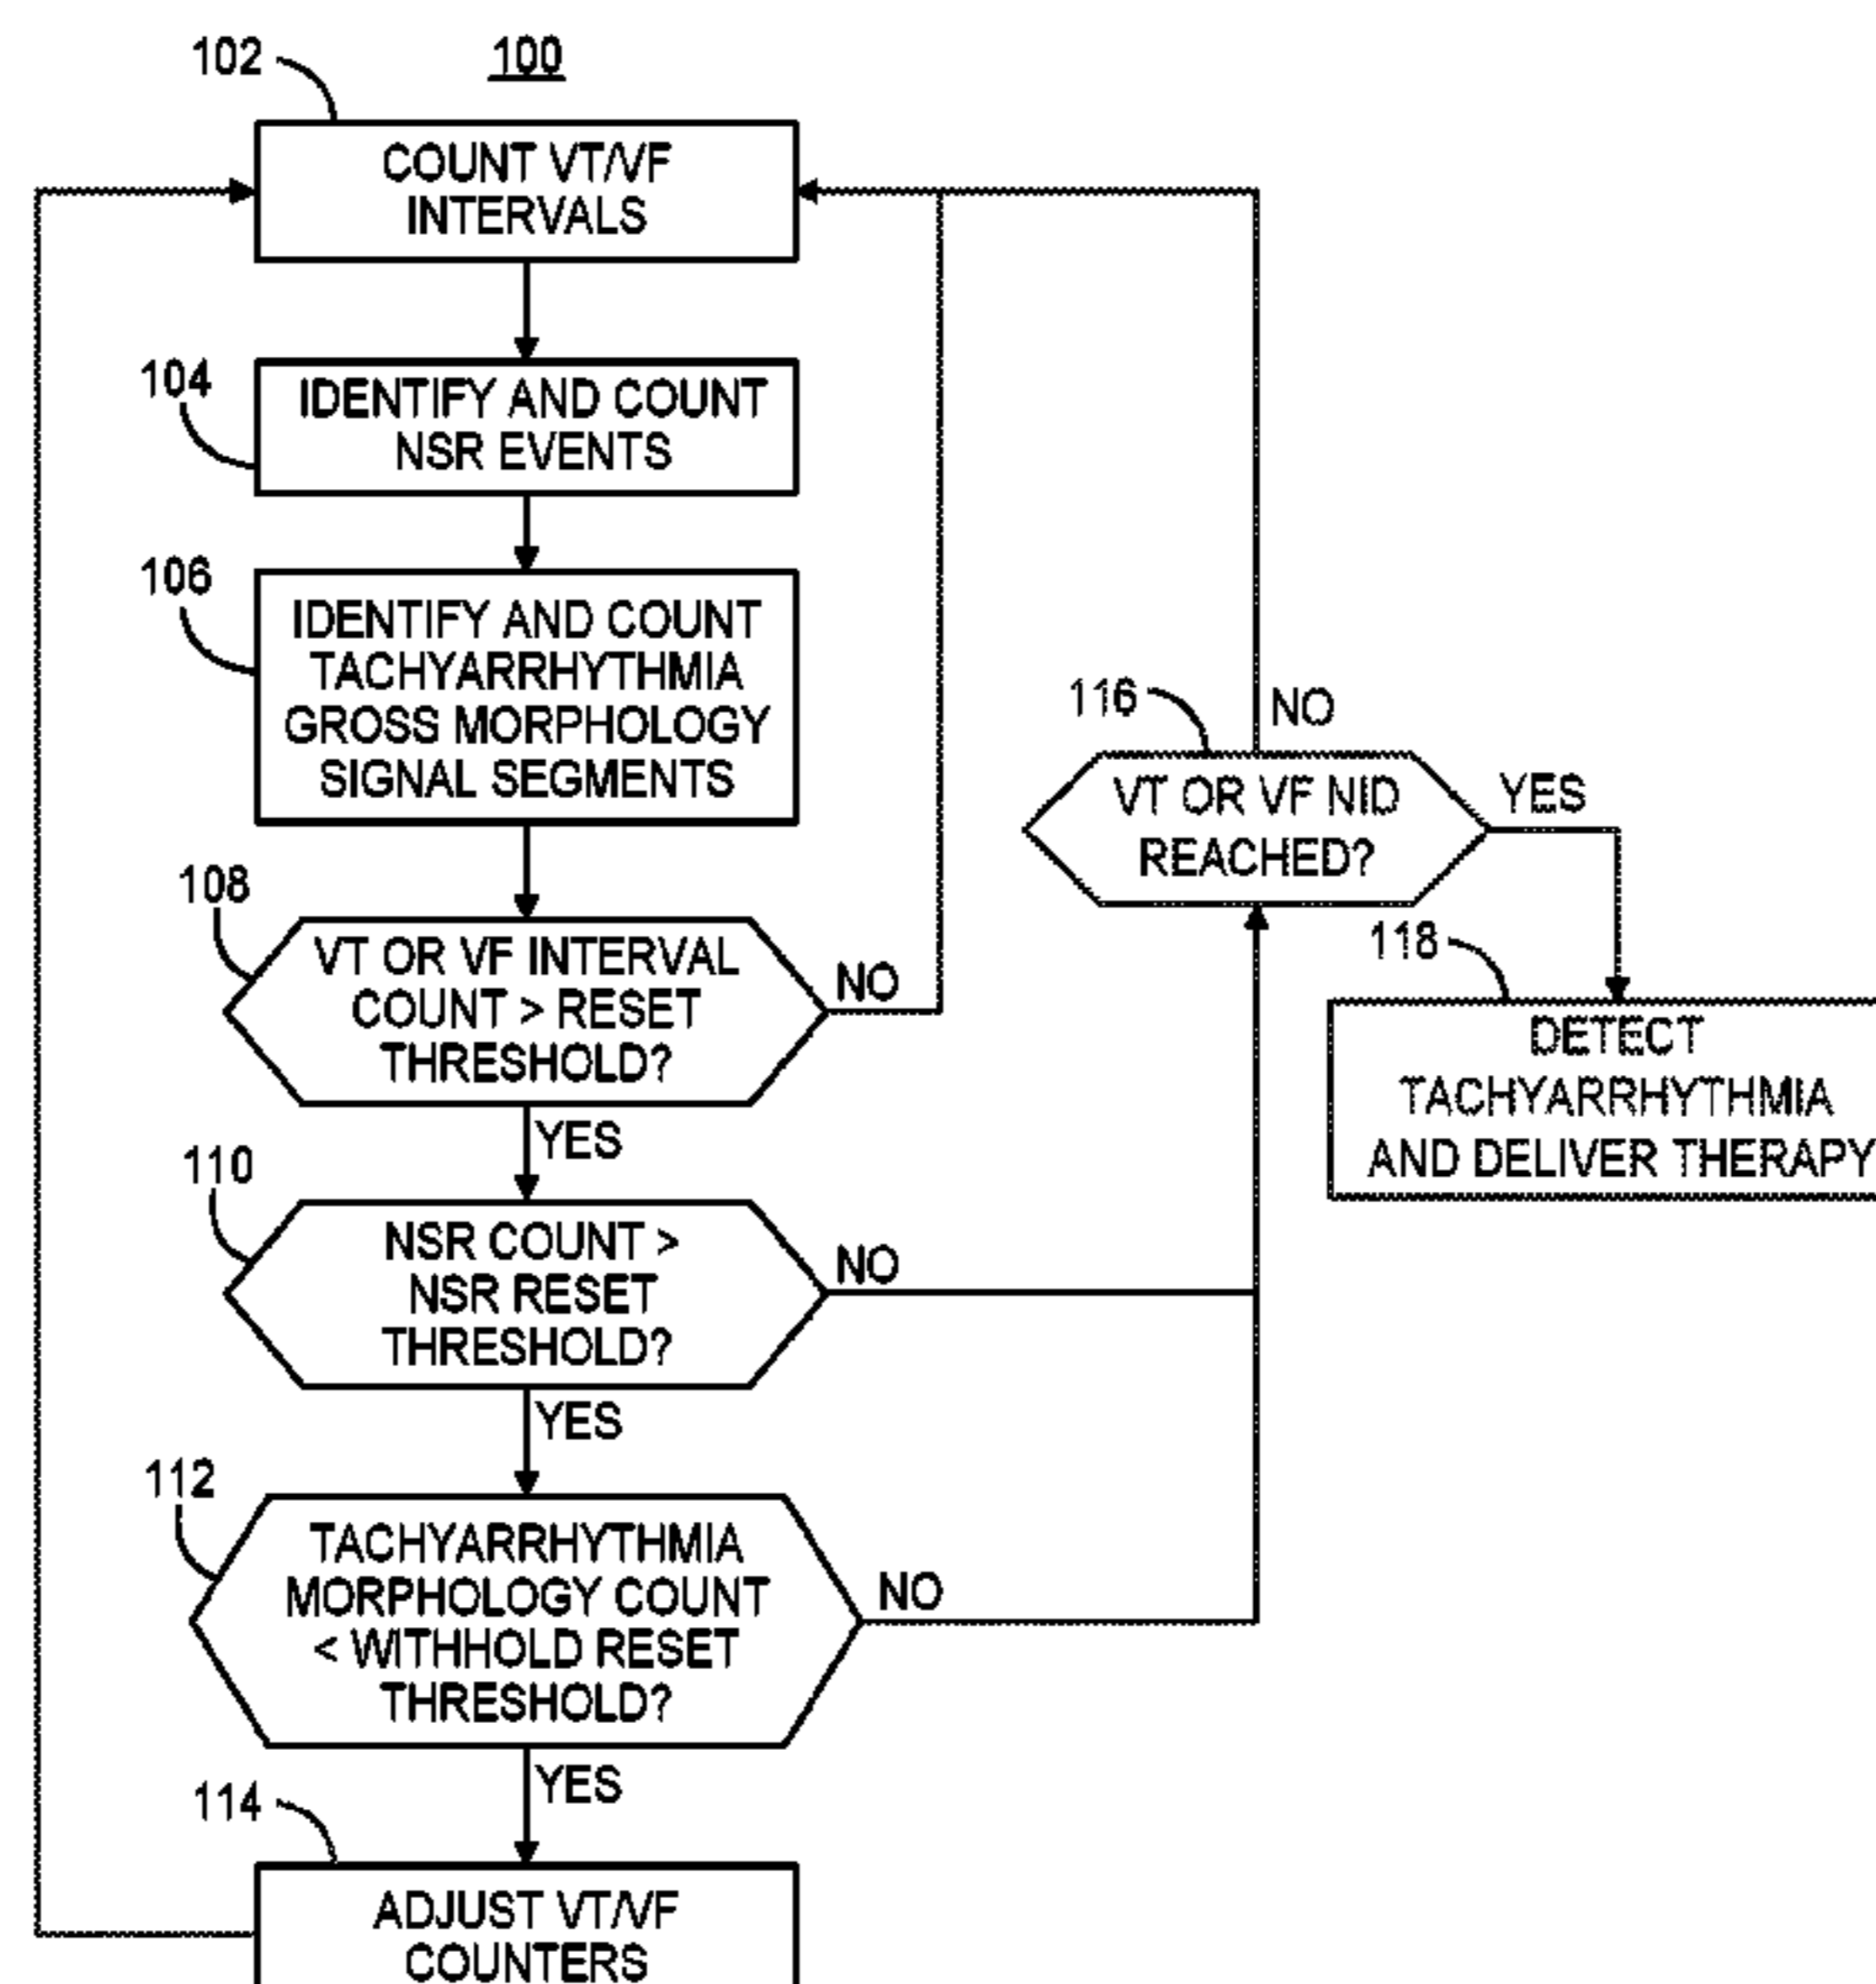 102
100
COUNT VT/VF
INTERVALS
104
IDENTIFY AND COUNT
NSR EVENTS
106
IDENTIFY AND COUNT
TACHYARRHYTHMIA
GROSS MORPHOLOGY
SIGNAL SEGMENTS
108
VT OR VF INTERVAL
COUNT > RESET
THRESHOLD?
NO
YES
110
NSR COUNT >
NSR RESET
THRESHOLD?
NO
YES
112
TACHYARRHYTHMIA
MORPHOLOGY COUNT
< WITHHOLD RESET
THRESHOLD?
NO
YES
114
ADJUST VT/VF
COUNTERS
116
NO
VT OR VF NID
REACHED?
YES
118
DETECT
TACHYARRHYTHMIA
AND DELIVER THERAPY